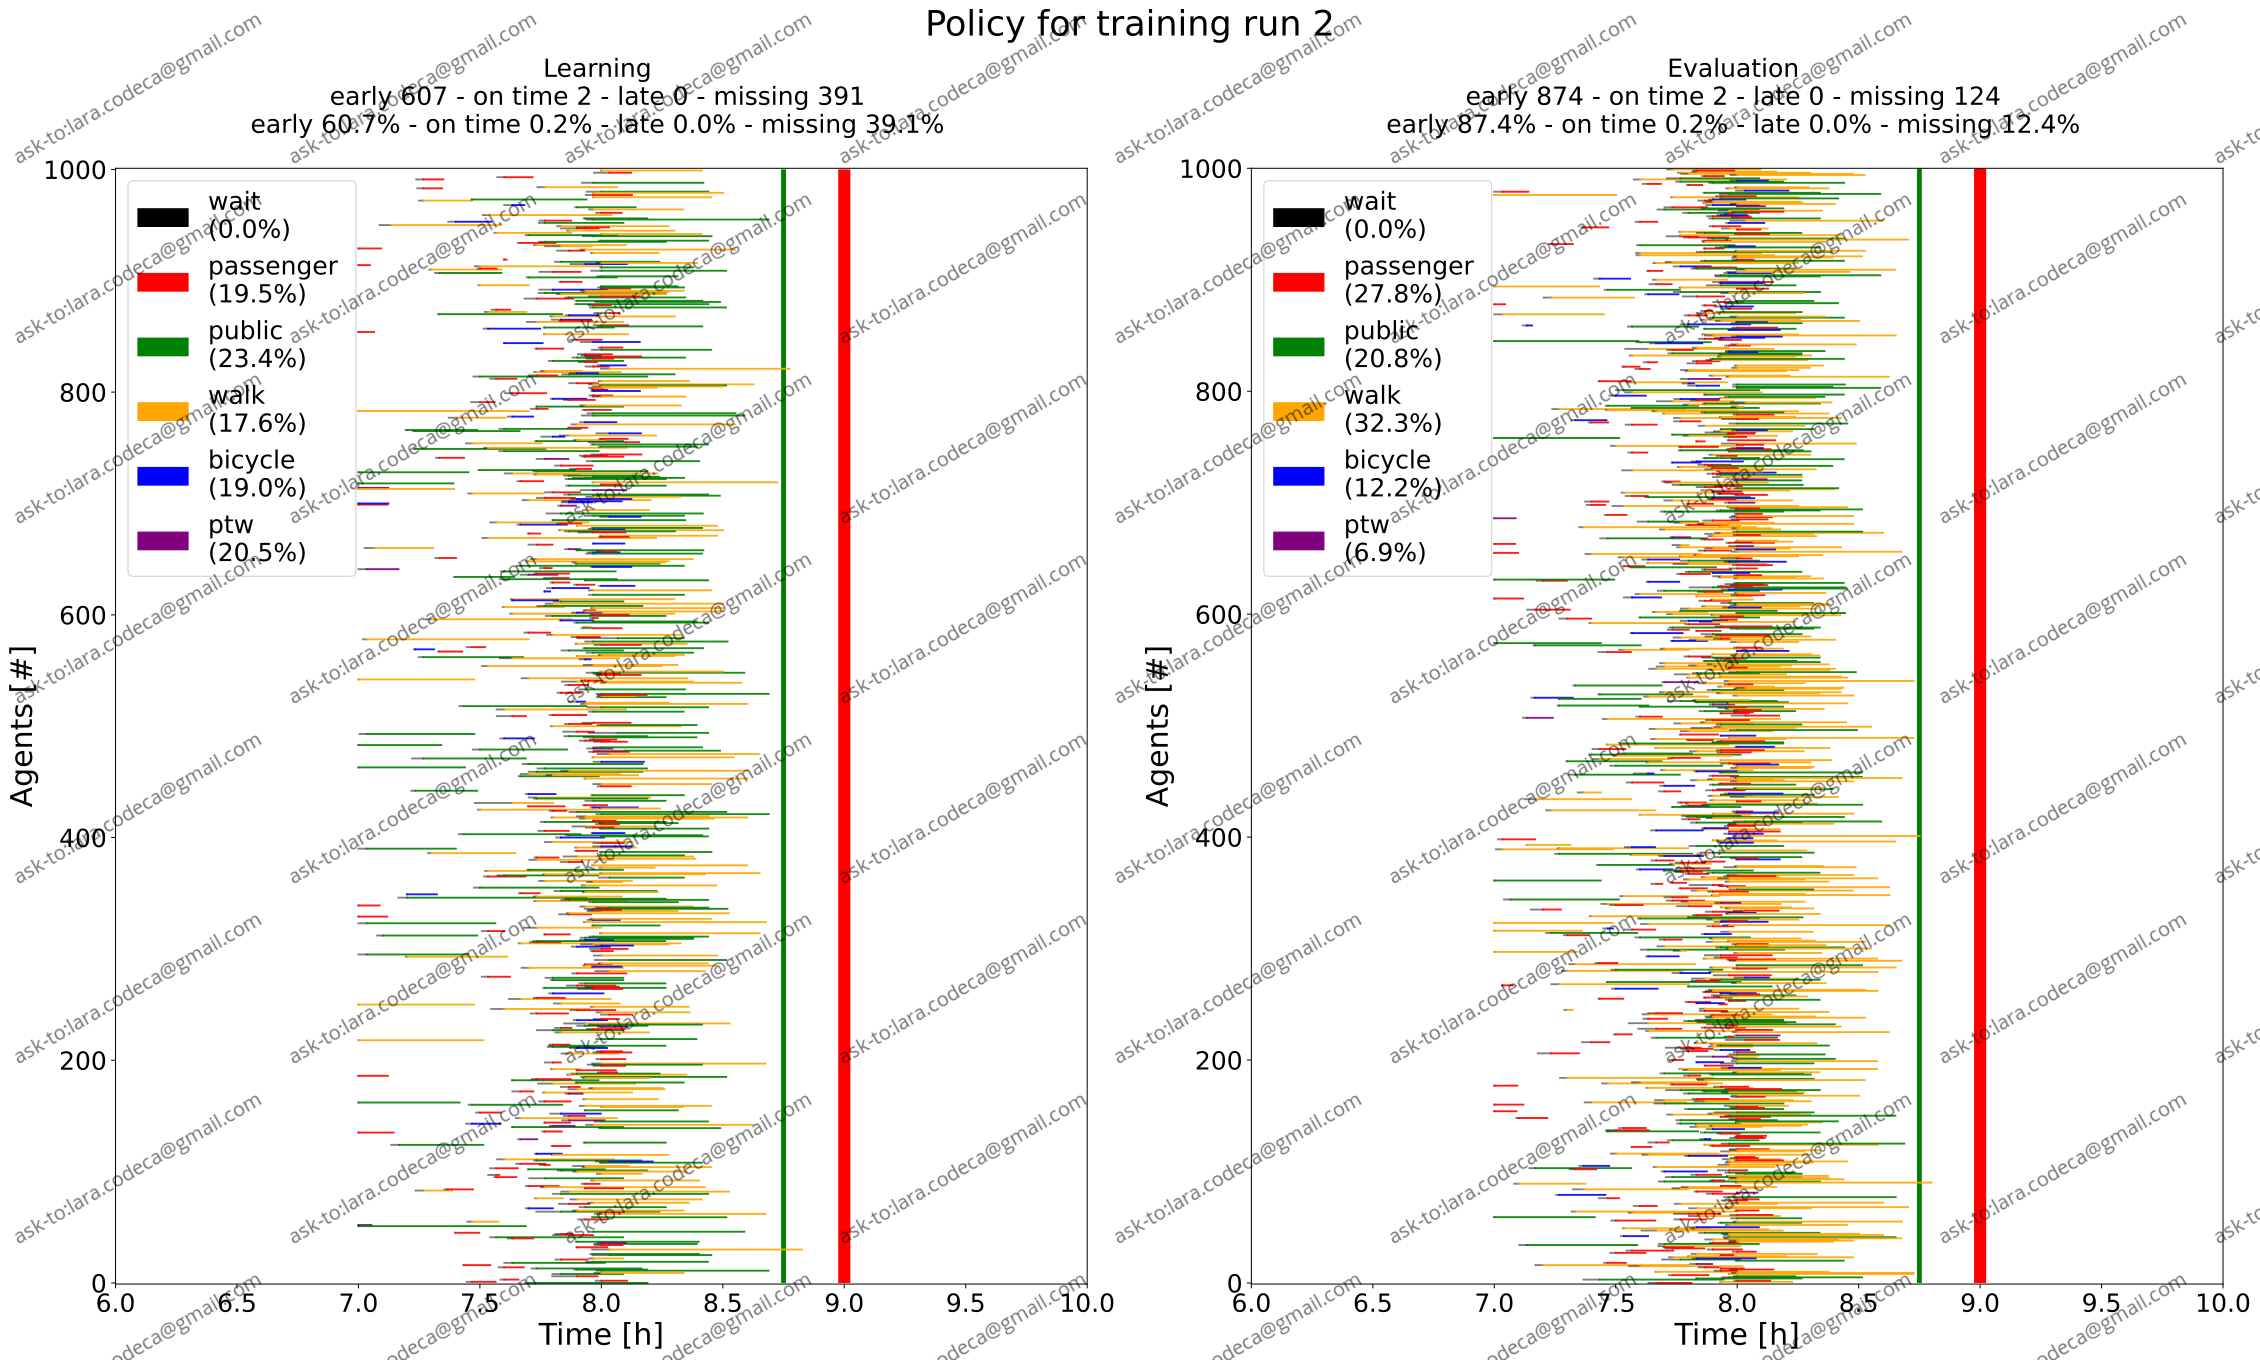 Policy for training run 2
Learning
early 607 - on time 2 - late 0 - missing 391
early 60.7% - on time 0.2% - late 0.0% - missing 39.1%
1000
800
600
400
200
0
Agents [#]
wait
(0.0%)
passenger
(19.5%)
public
(23.4%)
walk
(17.6%)
bicycle
(19.0%)
ptw
(20.5%)
6.0 6.5 7.0 7.5 8.0 8.5 9.0 9.5 10.0
Time [h]
Evaluation
early 874 - on time 2 - late 0 - missing 124
early 87.4% - on time 0.2% - late 0.0% - missing 12.4%
1000
800
600
400
200
0
Agents [#]
wait
(0.0%)
passenger
(27.8%)
public
(20.8%)
walk
(32.3%)
bicycle
(12.2%)
ptw
(6.9%)
6.0 6.5 7.0 7.5 8.0 8.5 9.0 9.5 10.0
Time [h]
ask-to:lara.codeca@gmail.com